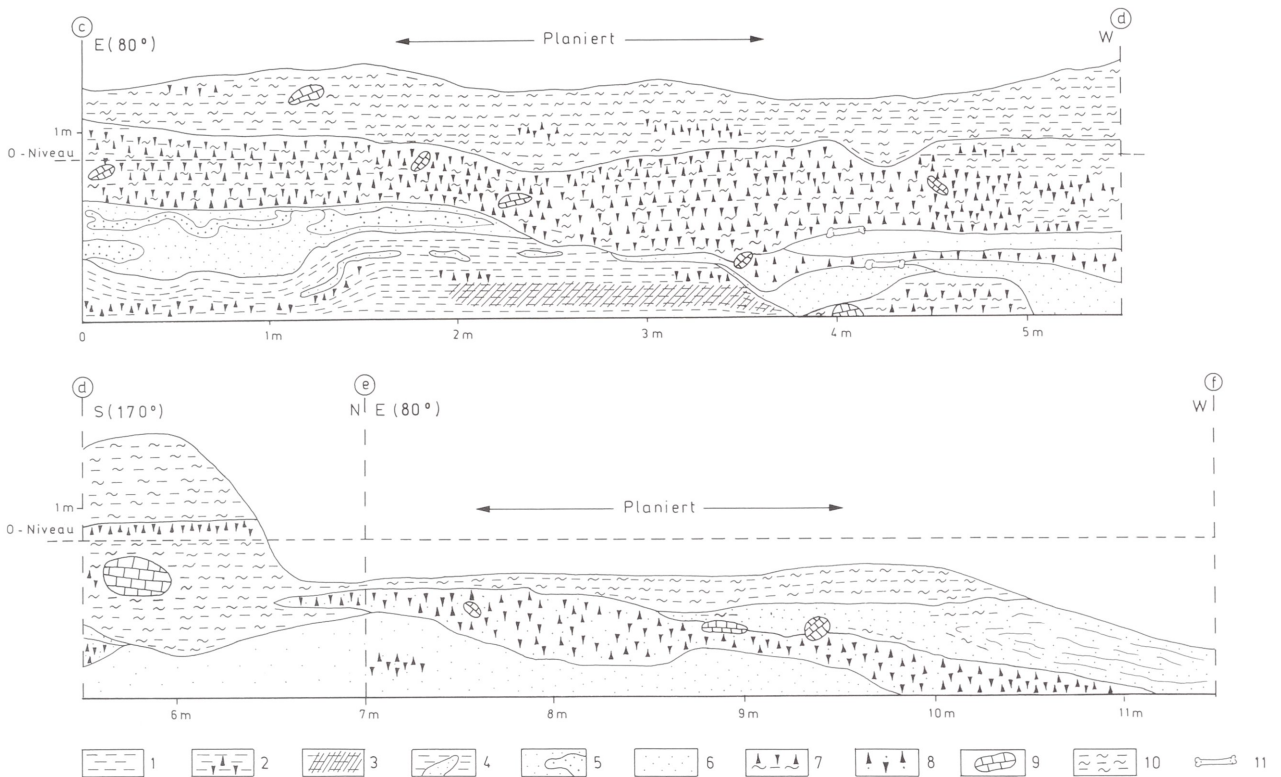 c d
E (80°) Planiert W
1m
0-Niveau
0 1m 2m 3m 4m 5m
d e f
S (170°) N E (80°) W
1m
Planiert
0-Niveau
6m 7m 8m 9m 10m 11m
1 2 3 4 5 6 7 8 9 10 11